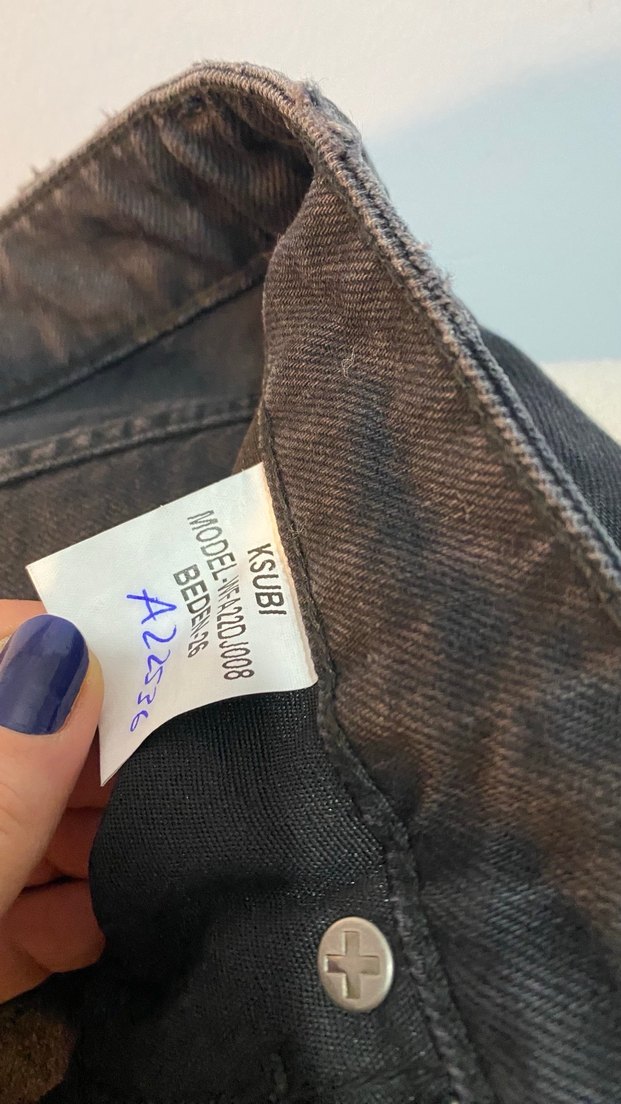 KSUBI
MODEL-WFA22DJ008
BEDEN-26
A22536